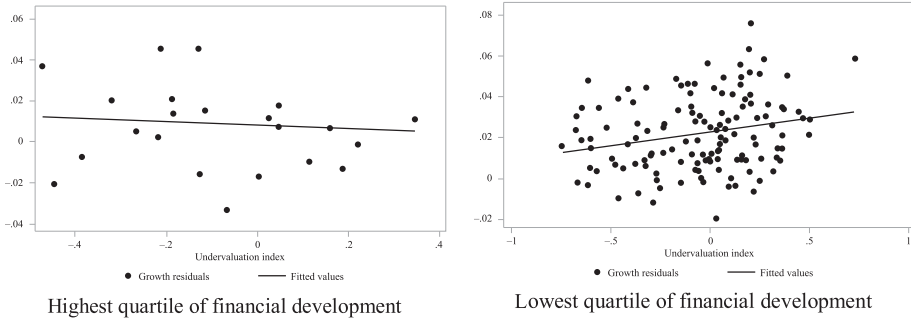 .06
.04
.02
0
–.02
–.04
–.4
–.2
0
.2
.4
Undervaluation index
Growth residuals
Fitted values
Highest quartile of financial development
.08
.06
.04
.02
0
–.02
–1
–.5
0
.5
1
Undervaluation index
Growth residuals
Fitted values
Lowest quartile of financial development